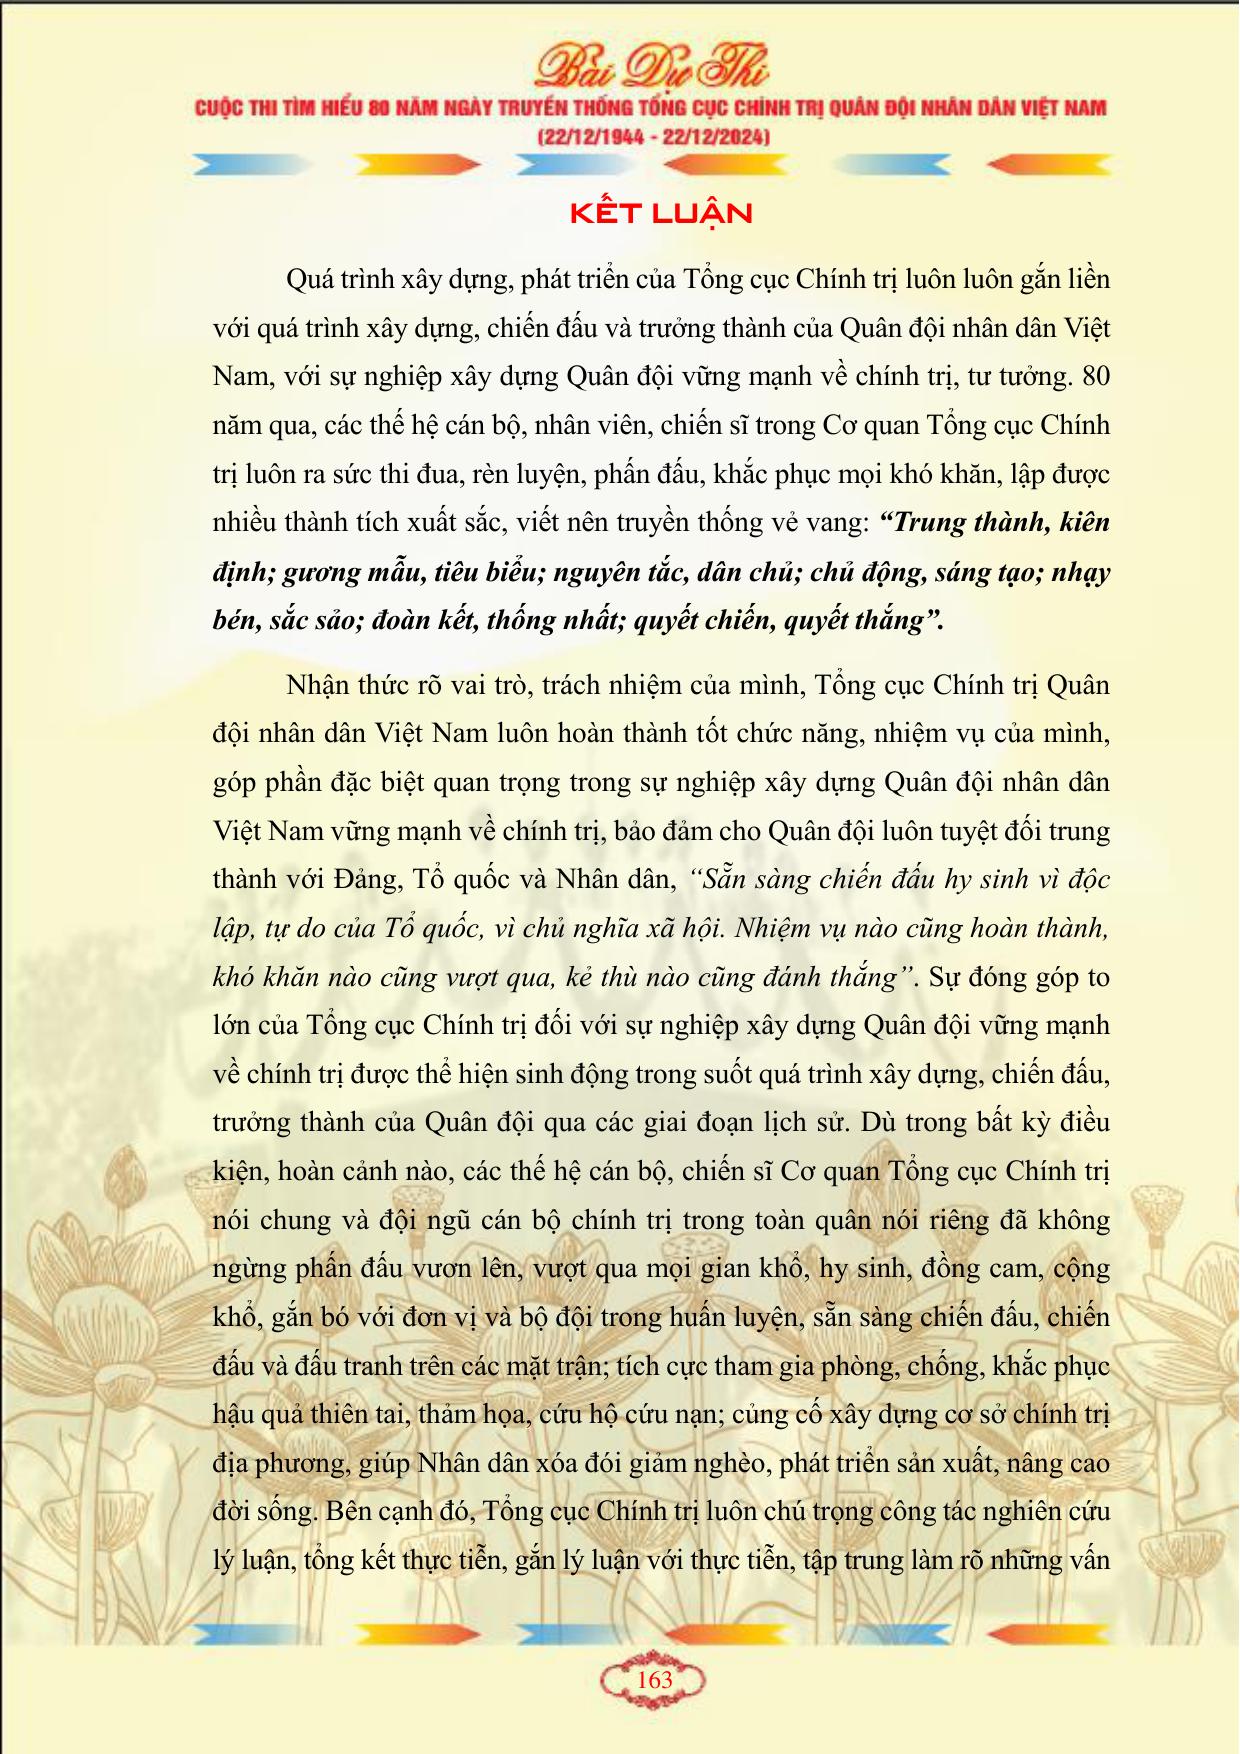 Bài Dự Thi
CUỘC THI TÌM HIỂU 80 NĂM NGÀY TRUYỀN THỐNG TỔNG CỤC CHÍNH TRỊ QUÂN ĐỘI NHÂN DÂN VIỆT NAM
(22/12/1944 - 22/12/2024)
KẾT LUẬN
Quá trình xây dựng, phát triển của Tổng cục Chính trị luôn luôn gắn liền
với quá trình xây dựng, chiến đấu và trưởng thành của Quân đội nhân dân Việt
Nam, với sự nghiệp xây dựng Quân đội vững mạnh về chính trị, tư tưởng. 80
năm qua, các thế hệ cán bộ, nhân viên, chiến sĩ trong Cơ quan Tổng cục Chính
trị luôn ra sức thi đua, rèn luyện, phấn đấu, khắc phục mọi khó khăn, lập được
nhiều thành tích xuất sắc, viết nên truyền thống vẻ vang: “Trung thành, kiên
định; gương mẫu, tiêu biểu; nguyên tắc, dân chủ; chủ động, sáng tạo; nhạy
bén, sắc sảo; đoàn kết, thống nhất; quyết chiến, quyết thắng”.
Nhận thức rõ vai trò, trách nhiệm của mình, Tổng cục Chính trị Quân
đội nhân dân Việt Nam luôn hoàn thành tốt chức năng, nhiệm vụ của mình,
góp phần đặc biệt quan trọng trong sự nghiệp xây dựng Quân đội nhân dân
Việt Nam vững mạnh về chính trị, bảo đảm cho Quân đội luôn tuyệt đối trung
thành với Đảng, Tổ quốc và Nhân dân, “Sẵn sàng chiến đấu hy sinh vì độc
lập, tự do của Tổ quốc, vì chủ nghĩa xã hội. Nhiệm vụ nào cũng hoàn thành,
khó khăn nào cũng vượt qua, kẻ thù nào cũng đánh thắng”. Sự đóng góp to
lớn của Tổng cục Chính trị đối với sự nghiệp xây dựng Quân đội vững mạnh
về chính trị được thể hiện sinh động trong suốt quá trình xây dựng, chiến đấu,
trưởng thành của Quân đội qua các giai đoạn lịch sử. Dù trong bất kỳ điều
kiện, hoàn cảnh nào, các thế hệ cán bộ, chiến sĩ Cơ quan Tổng cục Chính trị
nói chung và đội ngũ cán bộ chính trị trong toàn quân nói riêng đã không
ngừng phấn đấu vươn lên, vượt qua mọi gian khổ, hy sinh, đồng cam, cộng
khổ, gắn bó với đơn vị và bộ đội trong huấn luyện, sẵn sàng chiến đấu, chiến
đấu và đấu tranh trên các mặt trận; tích cực tham gia phòng, chống, khắc phục
hậu quả thiên tai, thảm họa, cứu hộ cứu nạn; củng cố xây dựng cơ sở chính trị
địa phương, giúp Nhân dân xóa đói giảm nghèo, phát triển sản xuất, nâng cao
đời sống. Bên cạnh đó, Tổng cục Chính trị luôn chú trọng công tác nghiên cứu
lý luận, tổng kết thực tiễn, gắn lý luận với thực tiễn, tập trung làm rõ những vấn
163